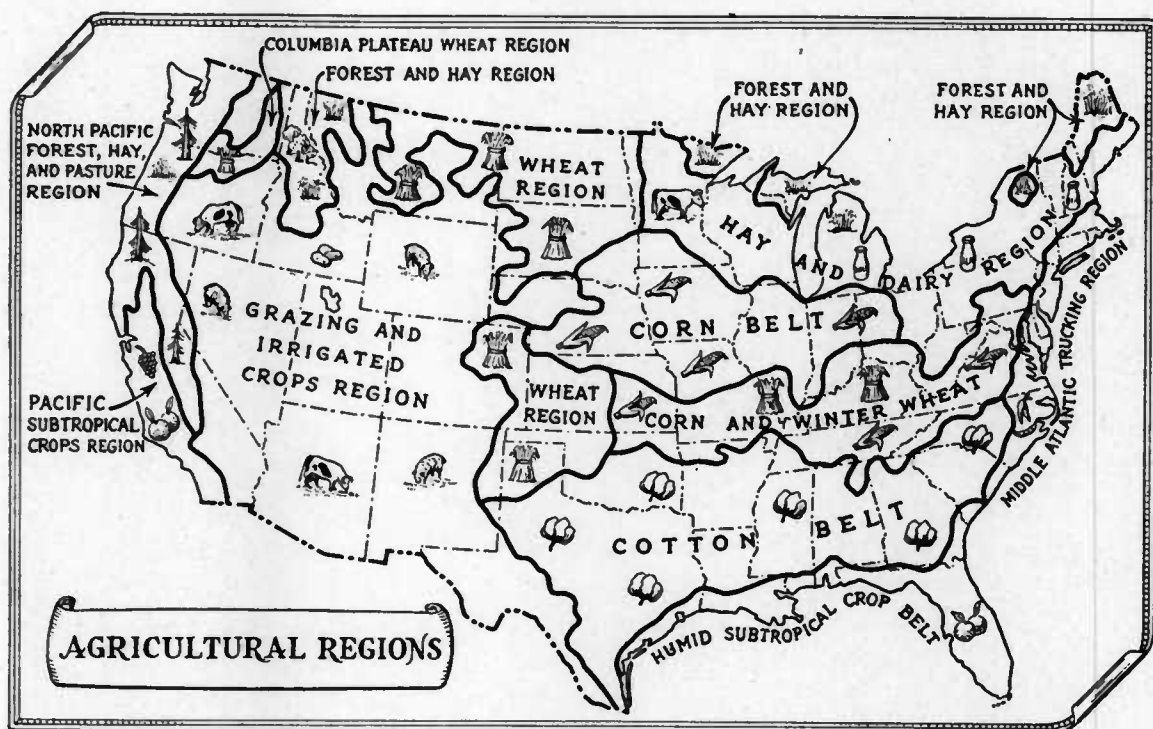 COLUMBIA PLATEAU WHEAT REGION
FOREST AND HAY REGION
FOREST AND
HAY REGION
FOREST AND
HAY REGION
NORTH PACIFIC
FOREST, HAY,
AND PASTURE
REGION
WHEAT
REGION
HAY
AND
DAIRY REGION
GRAZING AND
IRRIGATED
CROPS REGION
CORN BELT
PACIFIC
SUBTROPICAL
CROPS REGION
WHEAT
REGION
CORN AND WINTER WHEAT
MIDDLE ATLANTIC TRUCKING REGION
COTTON BELT
HUMID SUBTROPICAL CROP BELT
AGRICULTURAL REGIONS